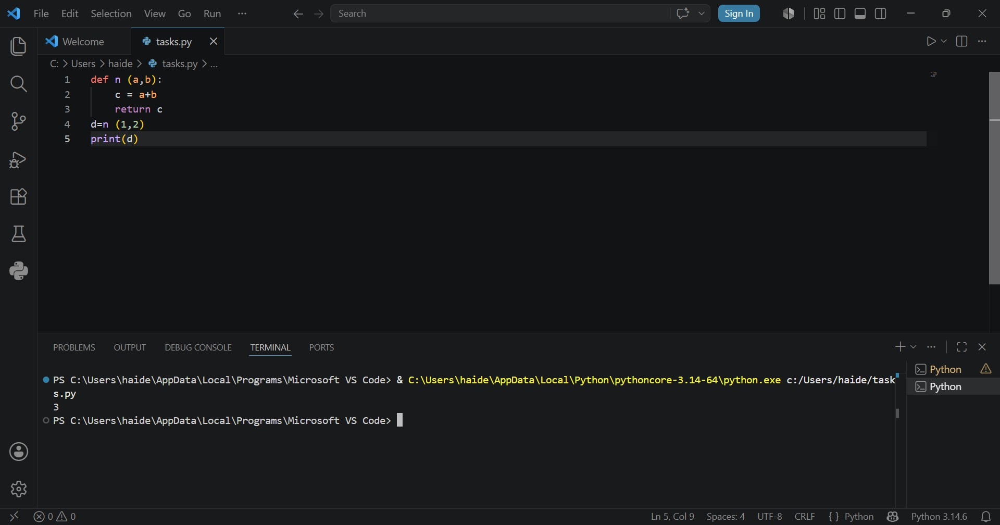 File Edit Selection View Go Run ··· Search Sign In
Welcome tasks.py
C: > Users > haide > tasks.py > ...
1 def n (a,b):
2     c = a+b
3     return c
4 d=n (1,2)
5 print(d)
PROBLEMS OUTPUT DEBUG CONSOLE TERMINAL PORTS
PS C:\Users\haide\AppData\Local\Programs\Microsoft VS Code> & C:\Users\haide\AppData\Local\Python\pythoncore-3.14-64\python.exe c:/Users/haide/task
s.py
3
PS C:\Users\haide\AppData\Local\Programs\Microsoft VS Code>
Python
Python
0 0 Ln 5, Col 9 Spaces: 4 UTF-8 CRLF { } Python Python 3.14.6